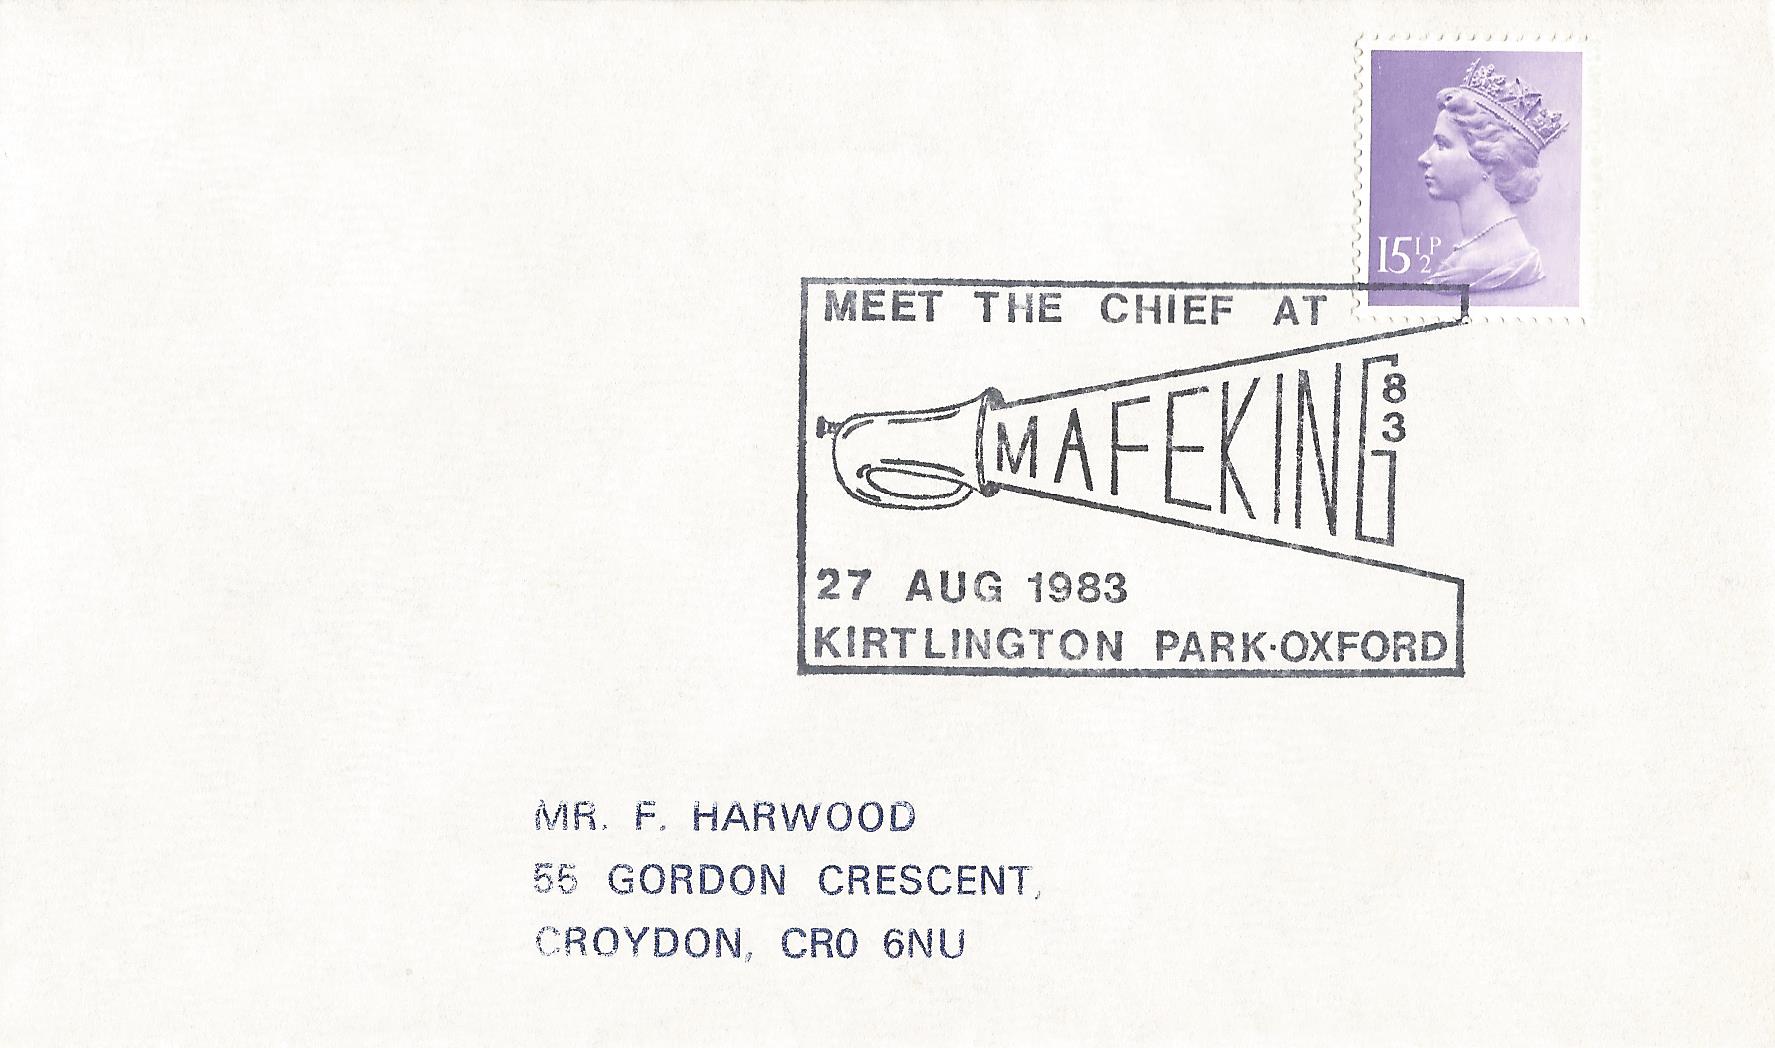 15½P
MEET THE CHIEF AT
MAFEKING 83
27 AUG 1983
KIRTLINGTON PARK·OXFORD
MR. F. HARWOOD
55 GORDON CRESCENT,
CROYDON, CR0 6NU